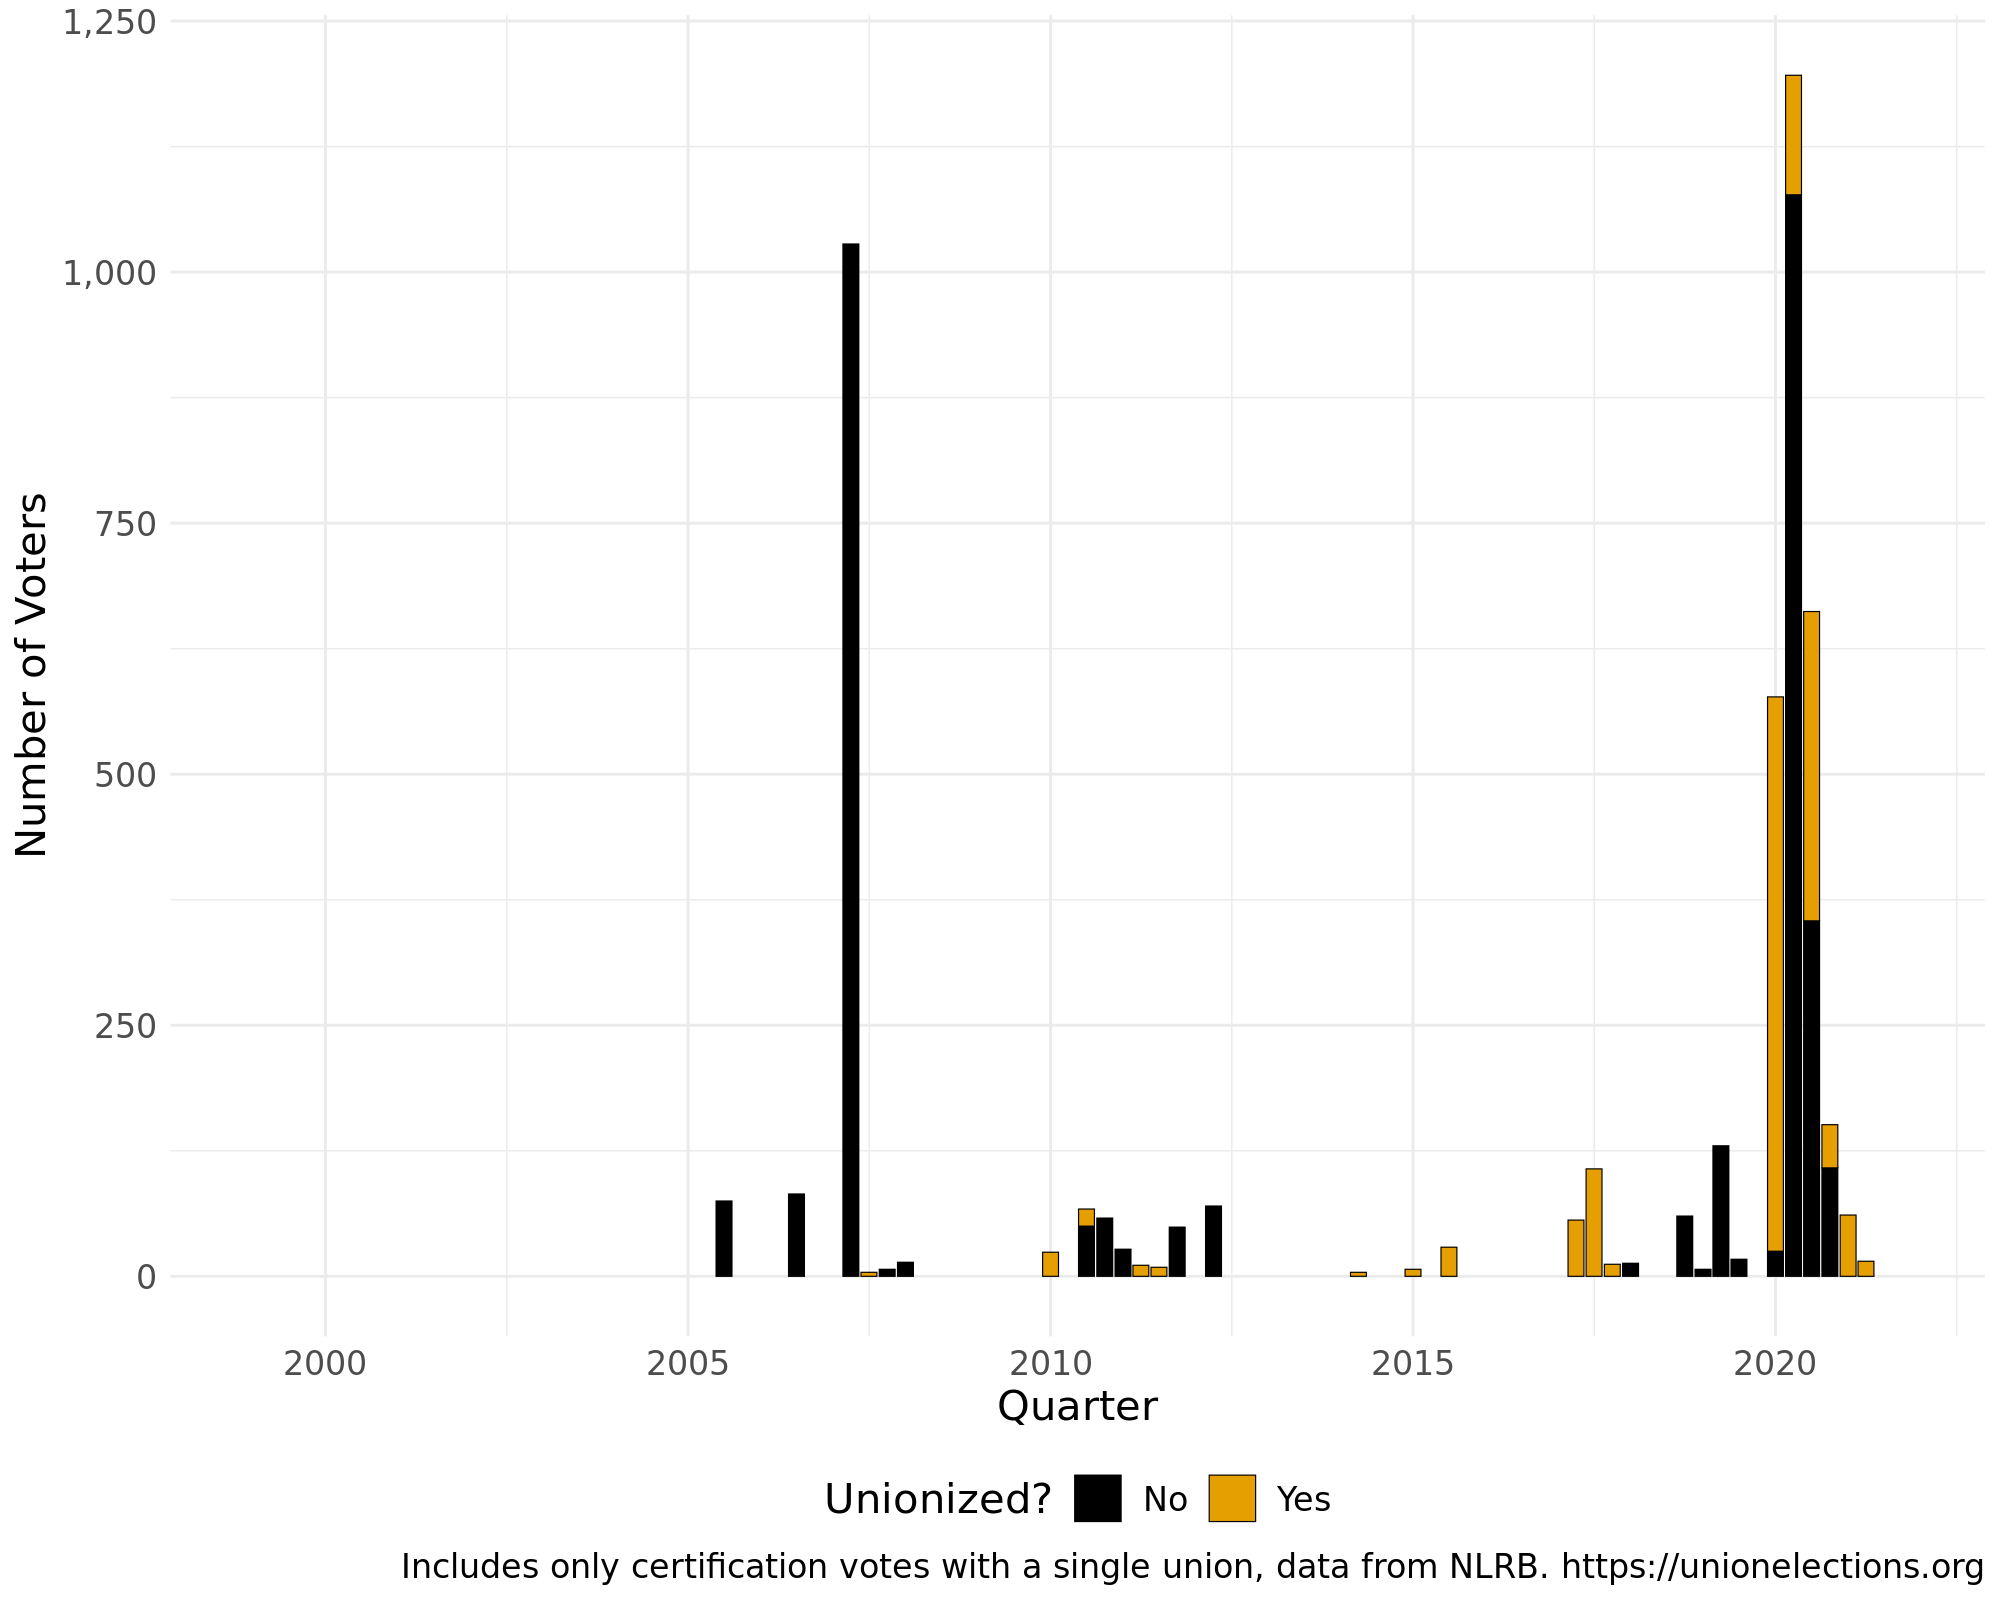 1,250
1,000
750
500
250
0
Number of Voters
2000 2005 2010 2015 2020
Quarter
Unionized? No Yes
Includes only certification votes with a single union, data from NLRB. https://unionelections.org